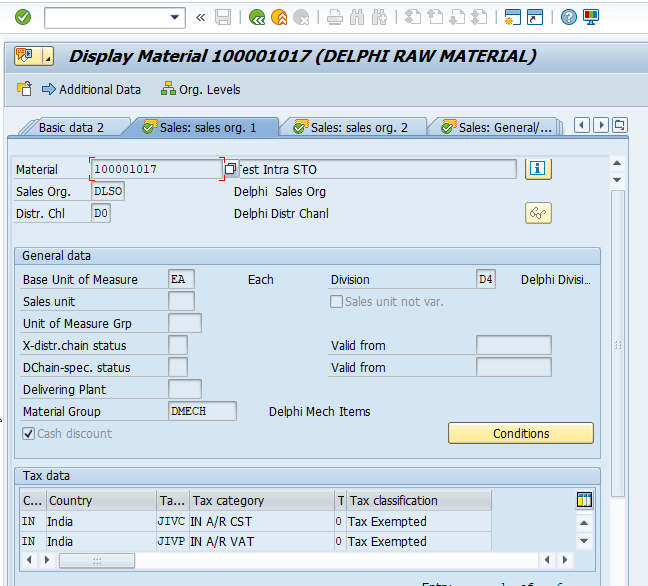 Display Material 100001017 (DELPHI RAW MATERIAL)
Additional Data Org. Levels
Basic data 2 Sales: sales org. 1 Sales: sales org. 2 Sales: General/...
Material 100001017 est Intra STO
Sales Org. DLSO Delphi Sales Org
Distr. Chl D0 Delphi Distr Chanl
General data
Base Unit of Measure EA Each Division D4 Delphi Divisi...
Sales unit Sales unit not var.
Unit of Measure Grp
X-distr.chain status Valid from
DChain-spec. status Valid from
Delivering Plant
Material Group DMECH Delphi Mech Items
Cash discount Conditions
Tax data
C... Country Ta... Tax category T Tax classification
IN India JIVC IN A/R CST 0 Tax Exempted
IN India JIVP IN A/R VAT 0 Tax Exempted